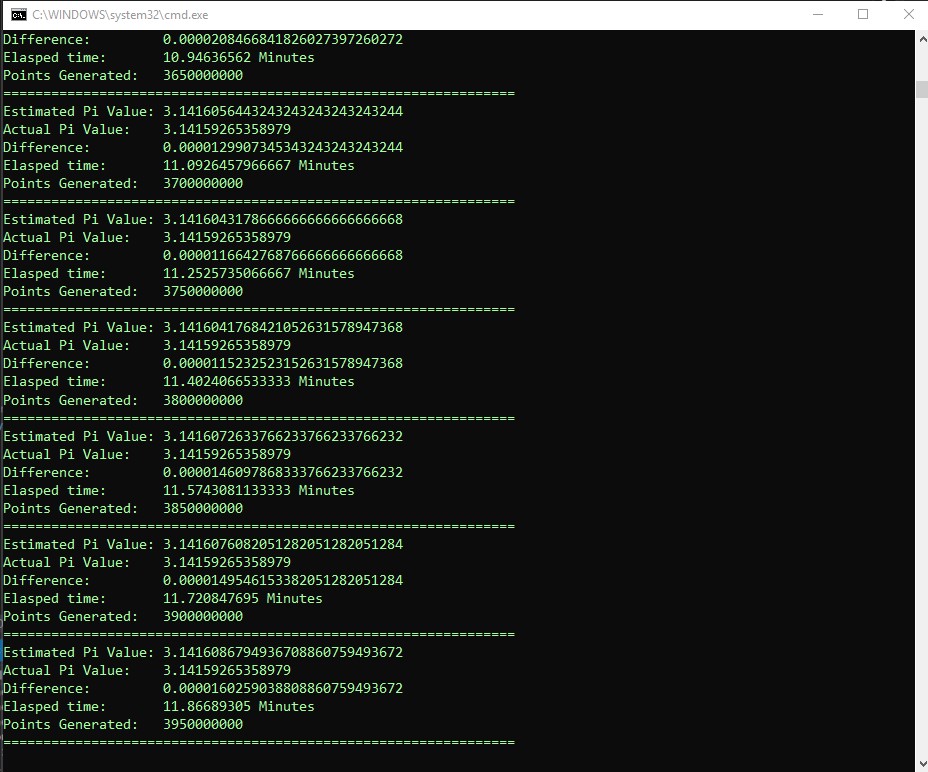 C:\WINDOWS\system32\cmd.exe
Difference: 0.0000208466841826027397260272
Elasped time: 10.94636562 Minutes
Points Generated: 3650000000
================================================================
Estimated Pi Value: 3.1416056443243243243243243244
Actual Pi Value: 3.14159265358979
Difference: 0.0000129907345343243243243244
Elasped time: 11.0926457966667 Minutes
Points Generated: 3700000000
================================================================
Estimated Pi Value: 3.1416043178666666666666666668
Actual Pi Value: 3.14159265358979
Difference: 0.0000116642768766666666666668
Elasped time: 11.2525735066667 Minutes
Points Generated: 3750000000
================================================================
Estimated Pi Value: 3.1416041768421052631578947368
Actual Pi Value: 3.14159265358979
Difference: 0.0000115232523152631578947368
Elasped time: 11.4024066533333 Minutes
Points Generated: 3800000000
================================================================
Estimated Pi Value: 3.1416072633766233766233766232
Actual Pi Value: 3.14159265358979
Difference: 0.0000146097868333766233766232
Elasped time: 11.5743081133333 Minutes
Points Generated: 3850000000
================================================================
Estimated Pi Value: 3.1416076082051282051282051284
Actual Pi Value: 3.14159265358979
Difference: 0.0000149546153382051282051284
Elasped time: 11.720847695 Minutes
Points Generated: 3900000000
================================================================
Estimated Pi Value: 3.1416086794936708860759493672
Actual Pi Value: 3.14159265358979
Difference: 0.0000160259038808860759493672
Elasped time: 11.86689305 Minutes
Points Generated: 3950000000
================================================================